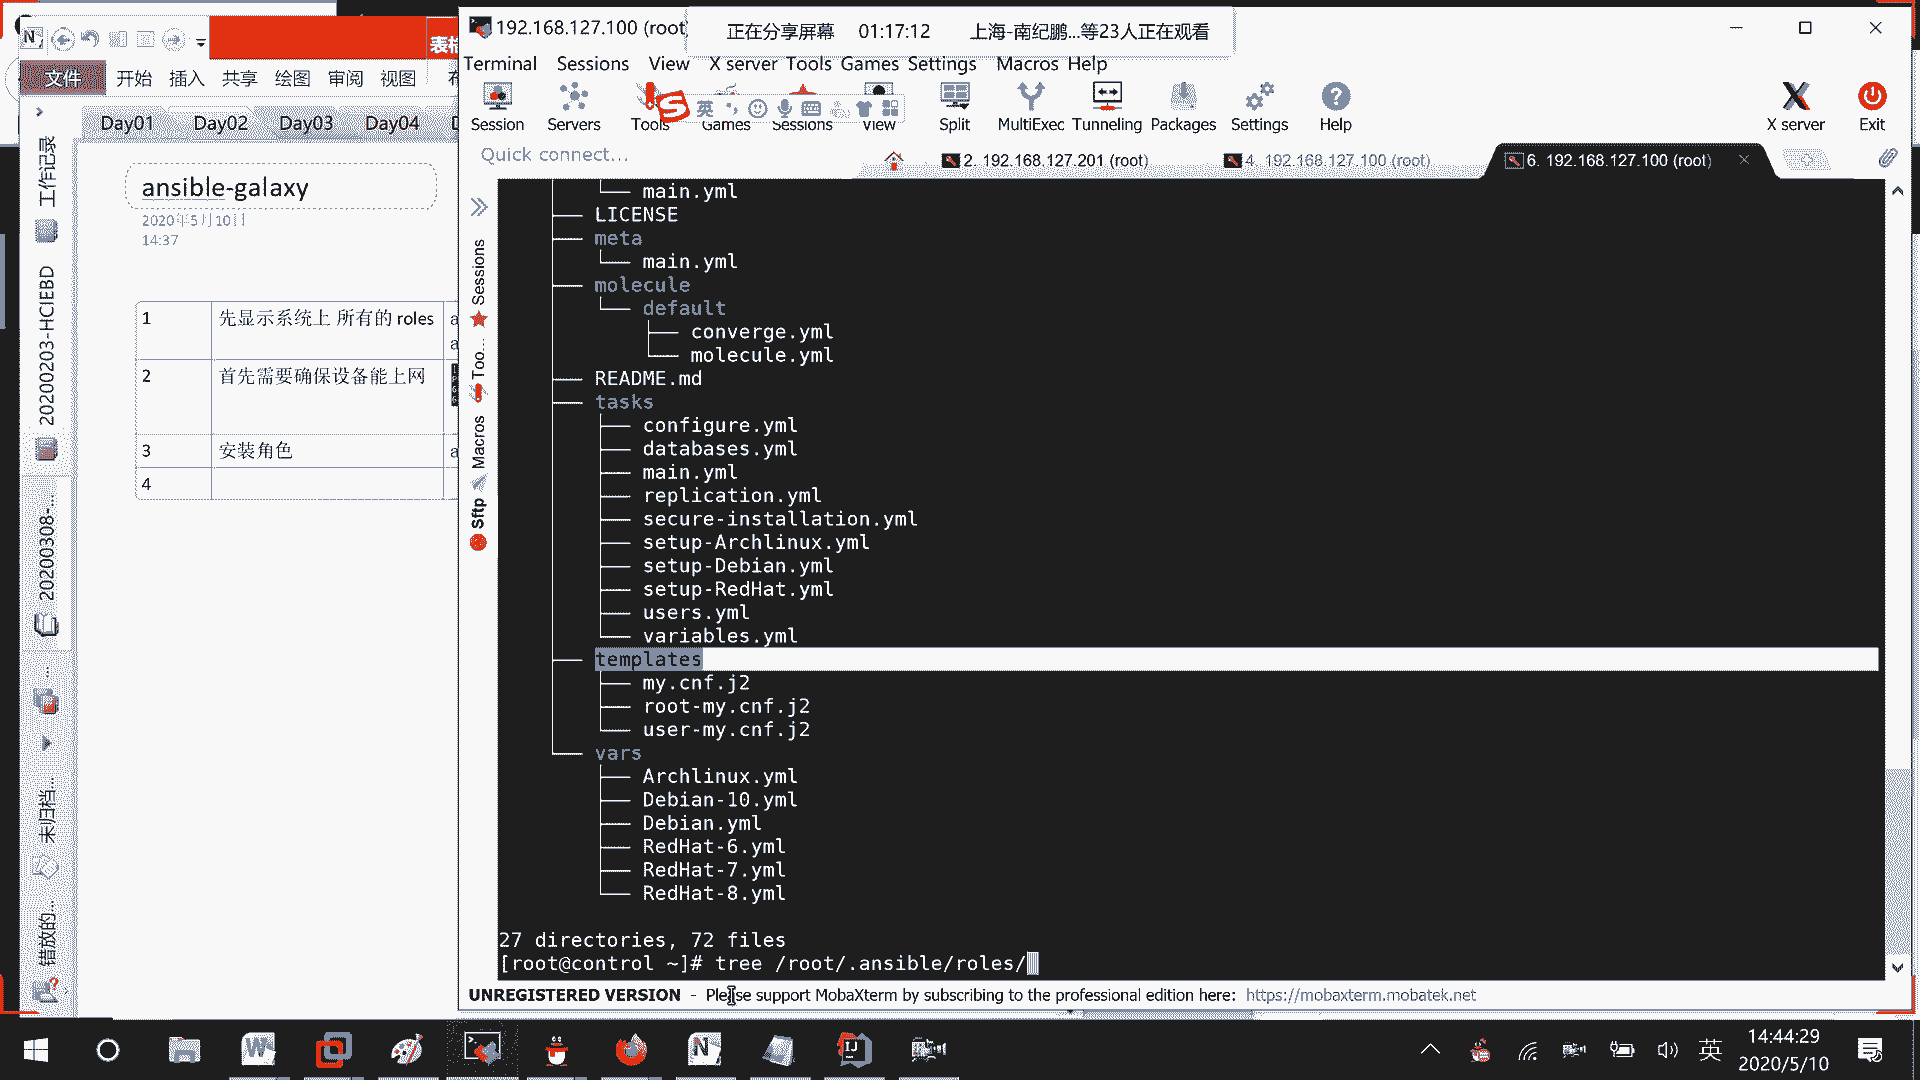 192.168.127.100 (root
正在分享屏幕 01:17:12 上海-南纪鹏...等23人正在观看
表格
Terminal Sessions View X server Tools Games Settings Macros Help
文件 开始 插入 共享 绘图 审阅 视图
英
Session Servers Tools Games Sessions View Split MultiExec Tunneling Packages Settings Help X server Exit
Day01 Day02 Day03 Day04
Quick connect...
2. 192.168.127.201 (root)
4. 192.168.127.100 (root)
6. 192.168.127.100 (root)
工作记录
20200203-HCIEBD
20200308-...
未归档...
错放的...
ansible-galaxy
2020年5月10日
14:37
1 先显示系统上 所有的 roles a
a
2 首先需要确保设备能上网
3 安装角色 a
4
Sessions
Too...
Macros
Sftp
└── main.yml
├── LICENSE
├── meta
│   └── main.yml
├── molecule
│   └── default
│       ├── converge.yml
│       └── molecule.yml
├── README.md
├── tasks
│   ├── configure.yml
│   ├── databases.yml
│   ├── main.yml
│   ├── replication.yml
│   ├── secure-installation.yml
│   ├── setup-Archlinux.yml
│   ├── setup-Debian.yml
│   ├── setup-RedHat.yml
│   ├── users.yml
│   └── variables.yml
├── templates
│   ├── my.cnf.j2
│   ├── root-my.cnf.j2
│   └── user-my.cnf.j2
└── vars
    ├── Archlinux.yml
    ├── Debian-10.yml
    ├── Debian.yml
    ├── RedHat-6.yml
    ├── RedHat-7.yml
    └── RedHat-8.yml
27 directories, 72 files
[root@control ~]# tree /root/.ansible/roles/
UNREGISTERED VERSION - Please support MobaXterm by subscribing to the professional edition here: https://mobaxterm.mobatek.net
英
14:44:29
2020/5/10